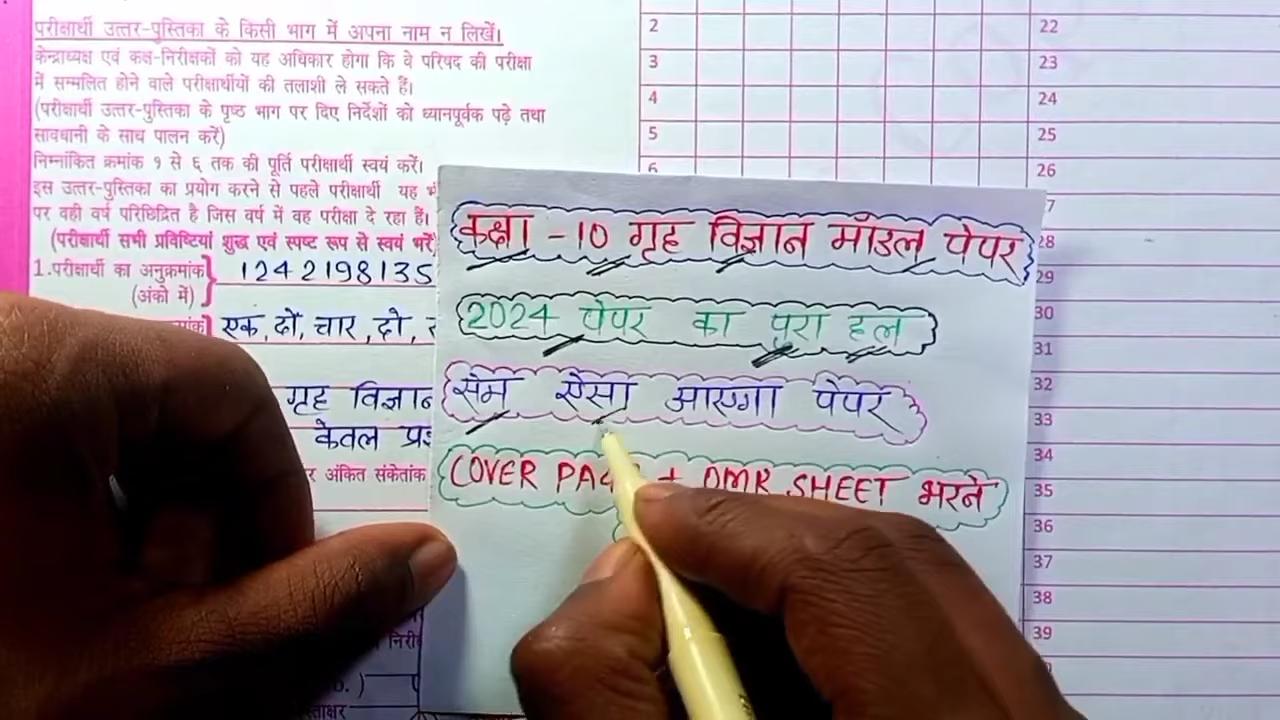 परीक्षार्थी उत्तर-पुस्तिका के किसी भाग में अपना नाम न लिखें।
केन्द्राध्यक्ष एवं कक्ष-निरीक्षकों को यह अधिकार होगा कि वे परिषद की परीक्षा
में सम्मलित होने वाले परीक्षार्थीयों की तलाशी ले सकते हैं।
(परीक्षार्थी उत्तर-पुस्तिका के पृष्ठ भाग पर दिए निर्देशों को ध्यानपूर्वक पढ़े तथा
सावधानी के साथ पालन करें)
निम्नांकित क्रमांक १ से ६ तक की पूर्ति परीक्षार्थी स्वयं करें।
इस उत्तर-पुस्तिका का प्रयोग करने से पहले परीक्षार्थी यह
पर वही वर्ष परिछिद्रित है जिस वर्ष में वह परीक्षा दे रहा हैं।
(परीक्षार्थी सभी प्रविष्टियां शुद्ध एवं स्पष्ट रूप से स्वयं भरें
1.परीक्षार्थी का अनुक्रमांक 1242198135
(अंको में)
एक, दो, चार, दो,
गृह विज्ञान
केवल
अंकित संकेतांक
कक्षा -10 गृह विज्ञान मॉडल पेपर
2024 पेपर का पुरा हल
सेम ऐसा आएगा पेपर
COVER + OMR SHEET भरने
2 22
3 23
4 24
5 25
6 26
28
29
30
31
32
33
34
35
36
37
38
39